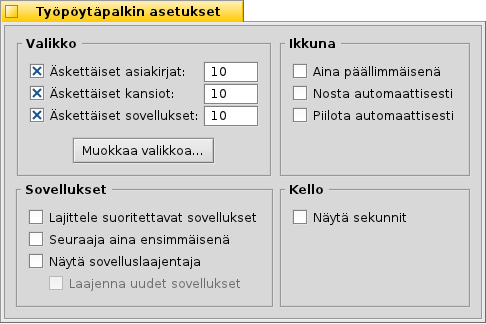 Työpöytäpalkin asetukset
Valikko
Äskettäiset asiakirjat: 10
Äskettäiset kansiot: 10
Äskettäiset sovellukset: 10
Muokkaa valikkoa...
Ikkuna
Aina päällimmäisenä
Nosta automaattisesti
Piilota automaattisesti
Sovellukset
Lajittele suoritettavat sovellukset
Seuraaja aina ensimmäisenä
Näytä sovelluslaajentaja
Laajenna uudet sovellukset
Kello
Näytä sekunnit